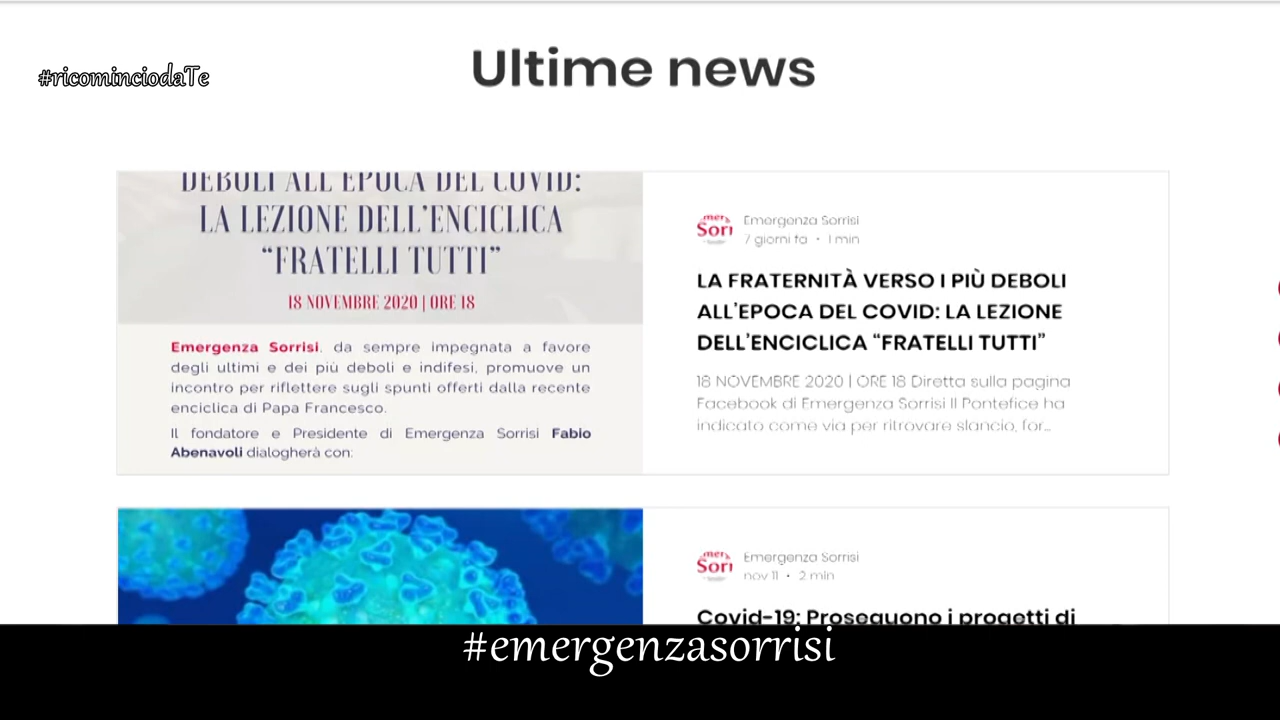 #ricominciodaTe
Ultime news
DEBOLI ALL'EPOCA DEL COVID:
LA LEZIONE DELL'ENCICLICA
“FRATELLI TUTTI”
18 NOVEMBRE 2020 | ORE 18
Emergenza Sorrisi, da sempre impegnata a favore
degli ultimi e dei più deboli e indifesi, promuove un
incontro per riflettere sugli spunti offerti dalla recente
enciclica di Papa Francesco.
Il fondatore e Presidente di Emergenza Sorrisi Fabio
Abenavoli dialogherà con:
Emergenza Sorrisi
7 giorni fa · 1 min
LA FRATERNITÀ VERSO I PIÙ DEBOLI
ALL'EPOCA DEL COVID: LA LEZIONE
DELL'ENCICLICA “FRATELLI TUTTI”
18 NOVEMBRE 2020 | ORE 18 Diretta sulla pagina
Facebook di Emergenza Sorrisi Il Pontefice ha
indicato come via per ritrovare slancio, for...
Emergenza Sorrisi
nov 11 · 2 min
Covid-19: Proseguono i progetti di
#emergenzasorrisi